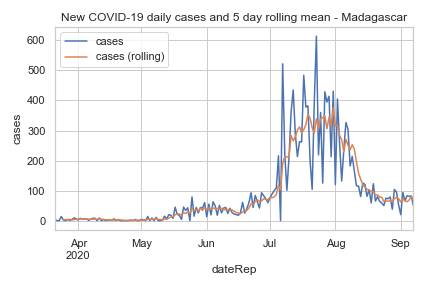 New COVID-19 daily cases and 5 day rolling mean - Madagascar
cases
cases (rolling)
600
500
400
300
200
100
0
cases
Apr
2020
May
Jun
Jul
Aug
Sep
dateRep